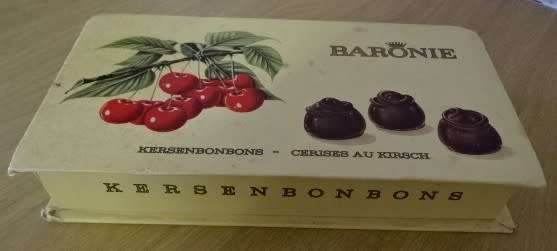 BARONIE
KERSENBONBONS - CERISES AU KIRSCH
KERSENBONBONS